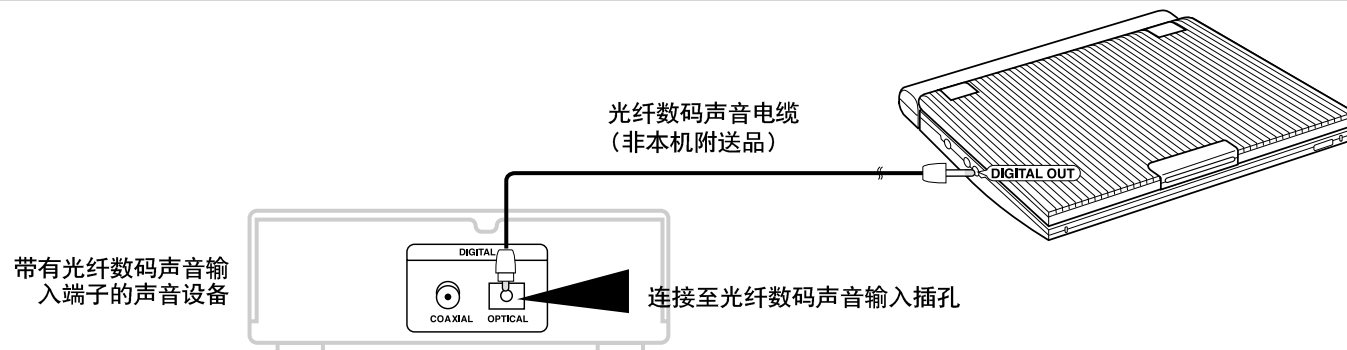 光纤数码声音电缆
（非本机附送品）
DIGITAL OUT
带有光纤数码声音输
入端子的声音设备
DIGITAL
COAXIAL
OPTICAL
连接至光纤数码声音输入插孔